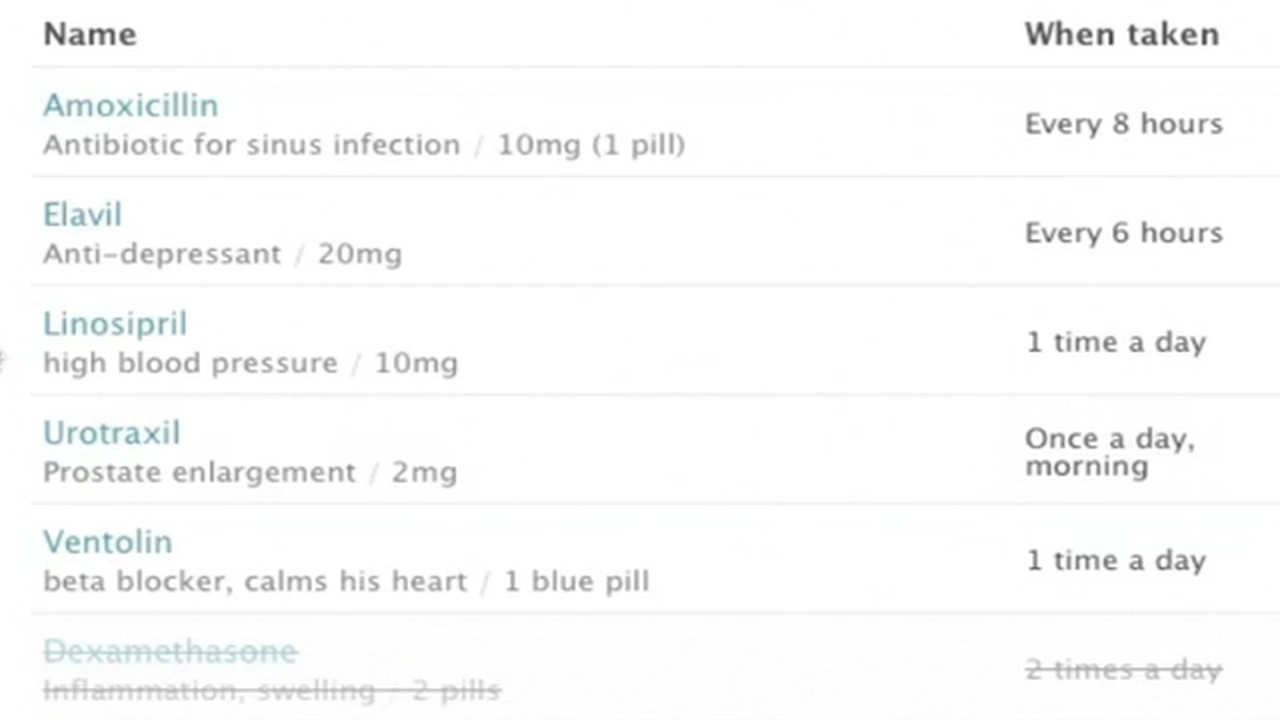 Name When taken
Amoxicillin
Antibiotic for sinus infection / 10mg (1 pill)
Every 8 hours
Elavil
Anti-depressant / 20mg
Every 6 hours
Linosipril
high blood pressure / 10mg
1 time a day
Urotraxil
Prostate enlargement / 2mg
Once a day,
morning
Ventolin
beta blocker, calms his heart / 1 blue pill
1 time a day
Dexamethasone
Inflammation, swelling / 2 pills
2 times a day